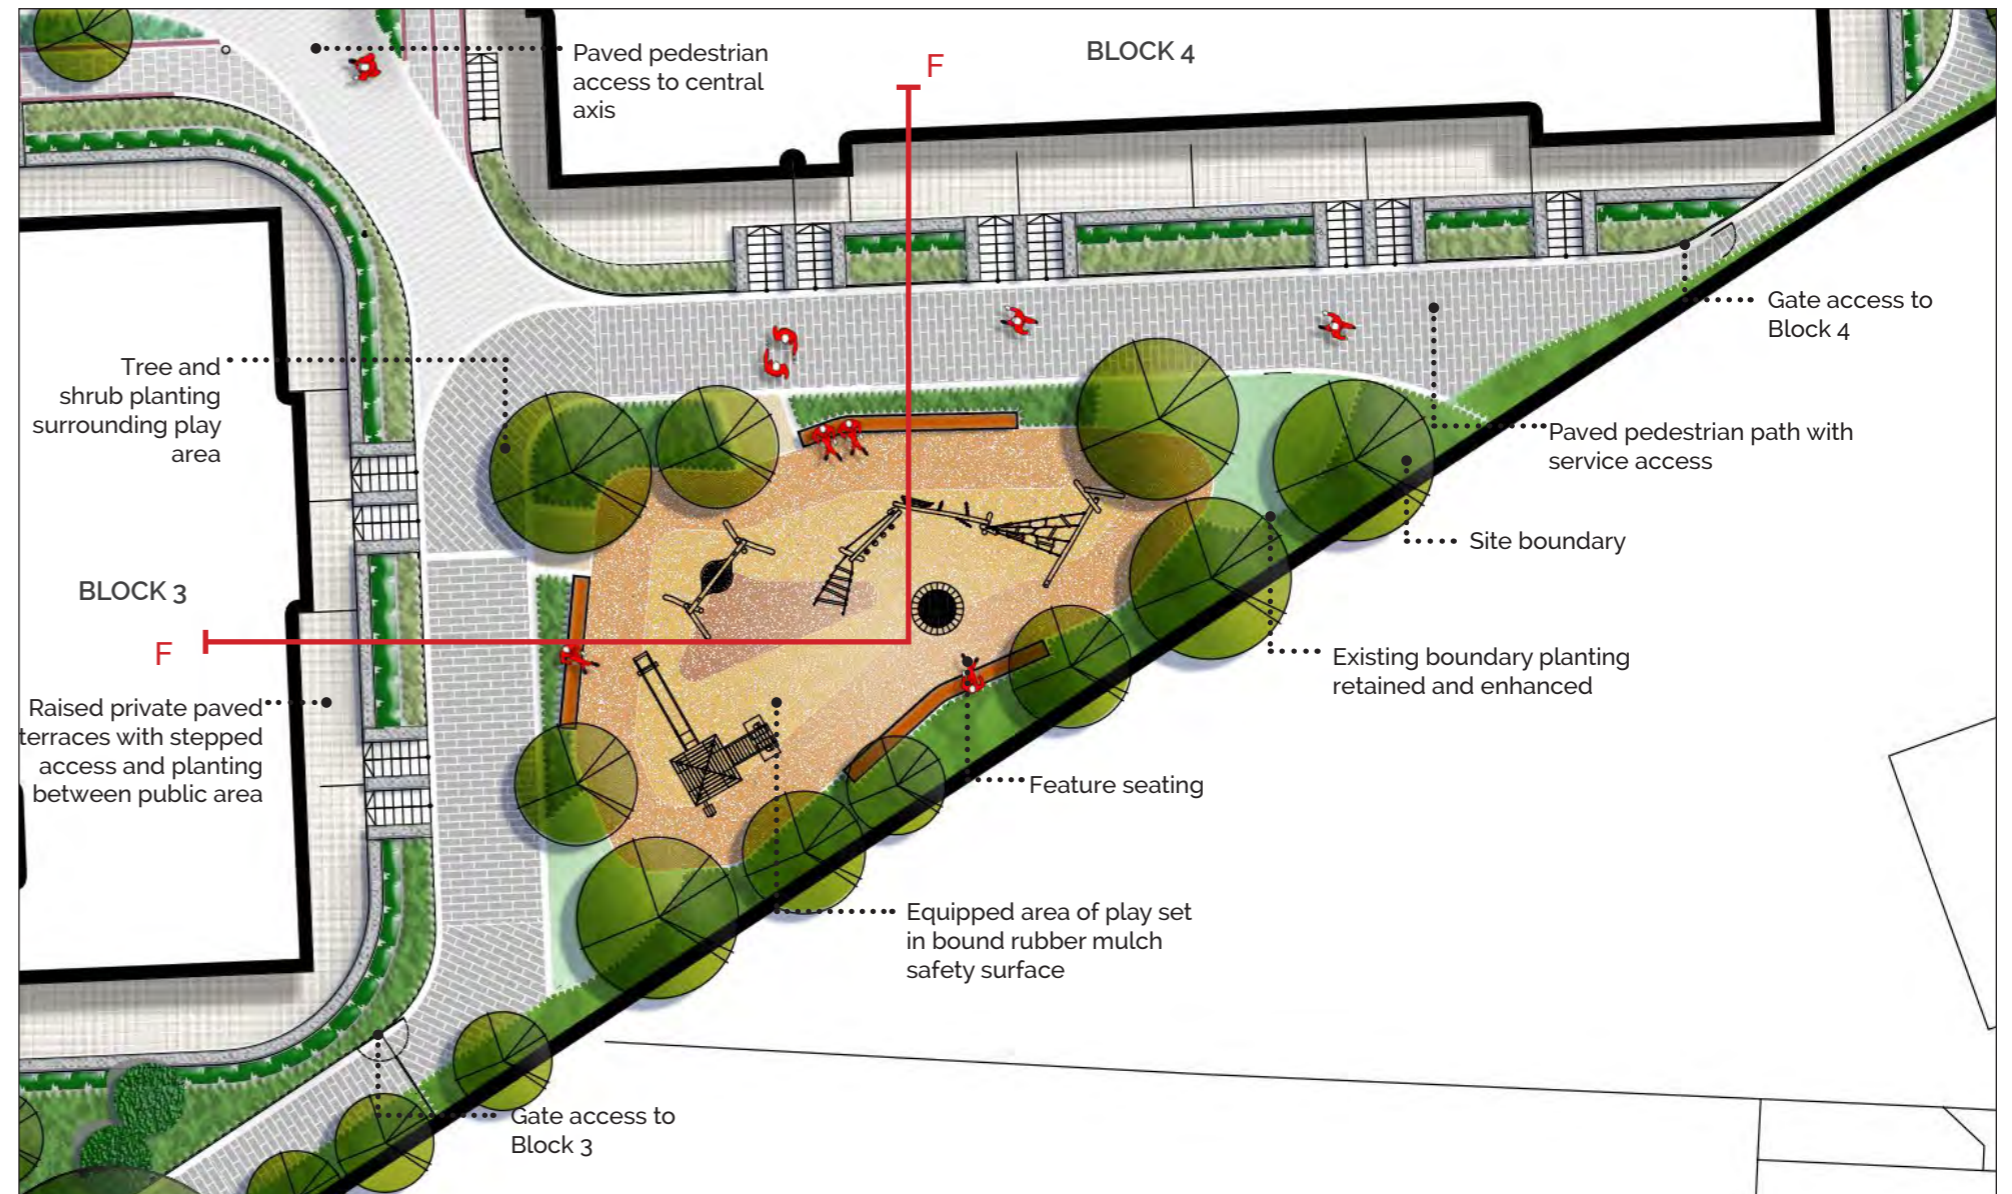 Paved pedestrian
access to central
axis
BLOCK 4
F
Gate access to
Block 4
Tree and
shrub planting
surrounding play
area
Paved pedestrian path with
service access
Site boundary
BLOCK 3
F
Existing boundary planting
retained and enhanced
Raised private paved
terraces with stepped
access and planting
between public area
Feature seating
Equipped area of play set
in bound rubber mulch
safety surface
Gate access to
Block 3